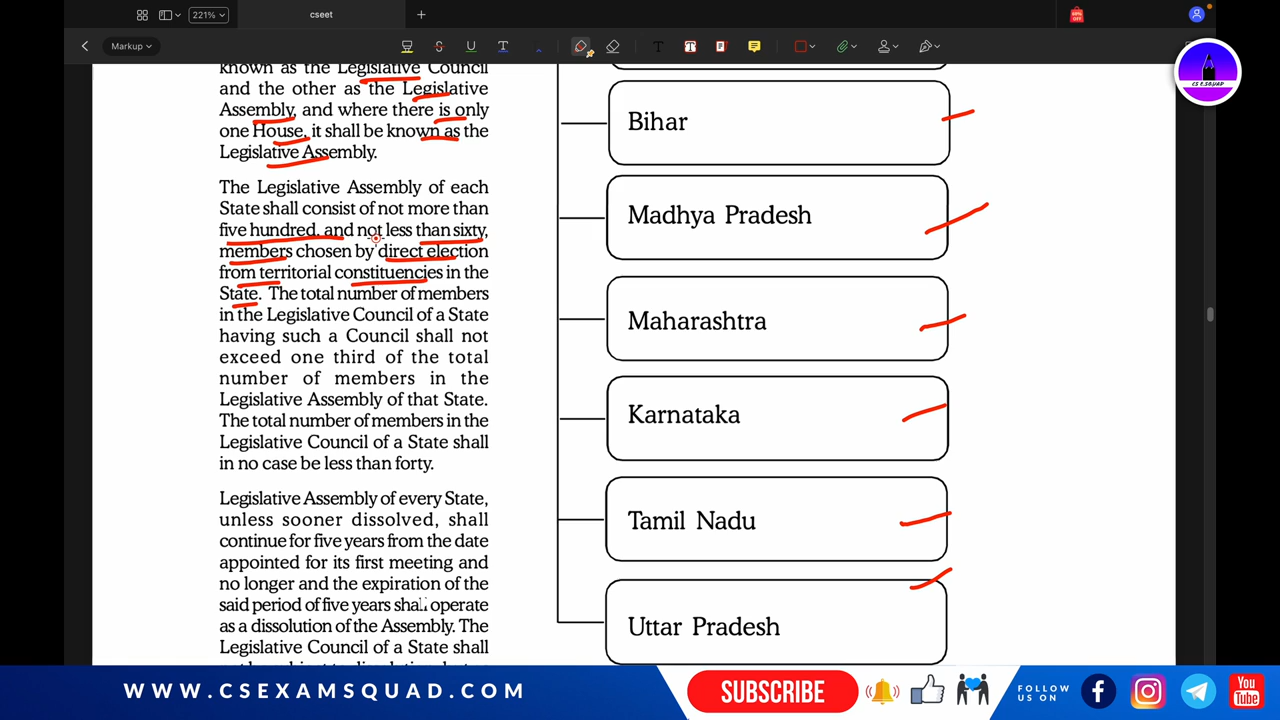 221%
cseet
Markup
known as the Legislative Council
and the other as the Legislative
Assembly, and where there is only
one House, it shall be known as the
Legislative Assembly.
The Legislative Assembly of each
State shall consist of not more than
five hundred, and not less than sixty,
members chosen by direct election
from territorial constituencies in the
State. The total number of members
in the Legislative Council of a State
having such a Council shall not
exceed one third of the total
number of members in the
Legislative Assembly of that State.
The total number of members in the
Legislative Council of a State shall
in no case be less than forty.
Legislative Assembly of every State,
unless sooner dissolved, shall
continue for five years from the date
appointed for its first meeting and
no longer and the expiration of the
said period of five years shall operate
as a dissolution of the Assembly. The
Legislative Council of a State shall
Bihar
Madhya Pradesh
Maharashtra
Karnataka
Tamil Nadu
Uttar Pradesh
WWW.CSEXAMSQUAD.COM
SUBSCRIBE
FOLLOW
US ON
You
Tube